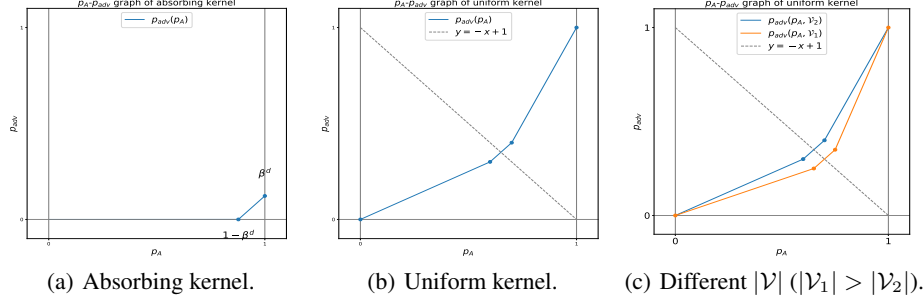 p_A-p_adv graph of absorbing kernel
p_adv(p_A)
1
p_adv
β^d
0
1 − β^d
0
1
p_A
(a) Absorbing kernel.
p_A-p_adv graph of uniform kernel
p_adv(p_A)
y = −x + 1
1
p_adv
0
0
1
p_A
(b) Uniform kernel.
p_A-p_adv graph of uniform kernel
p_adv(p_A, 𝒱_2)
p_adv(p_A, 𝒱_1)
y = −x + 1
1
p_adv
0
0
1
p_A
(c) Different |𝒱| (|𝒱_1| > |𝒱_2|).